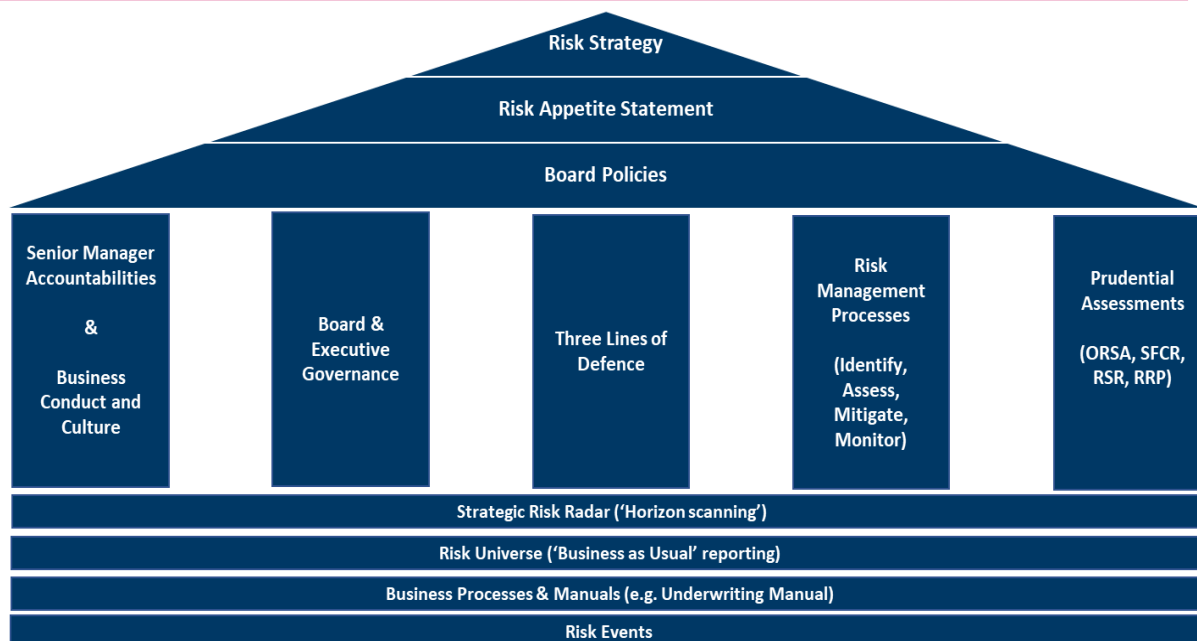 Risk Strategy
Risk Appetite Statement
Board Policies
Senior Manager
Accountabilities
&
Business
Conduct and
Culture
Board &
Executive
Governance
Three Lines of
Defence
Risk
Management
Processes
(Identify,
Assess,
Mitigate,
Monitor)
Prudential
Assessments
(ORSA, SFCR,
RSR, RRP)
Strategic Risk Radar (‘Horizon scanning’)
Risk Universe (‘Business as Usual’ reporting)
Business Processes & Manuals (e.g. Underwriting Manual)
Risk Events